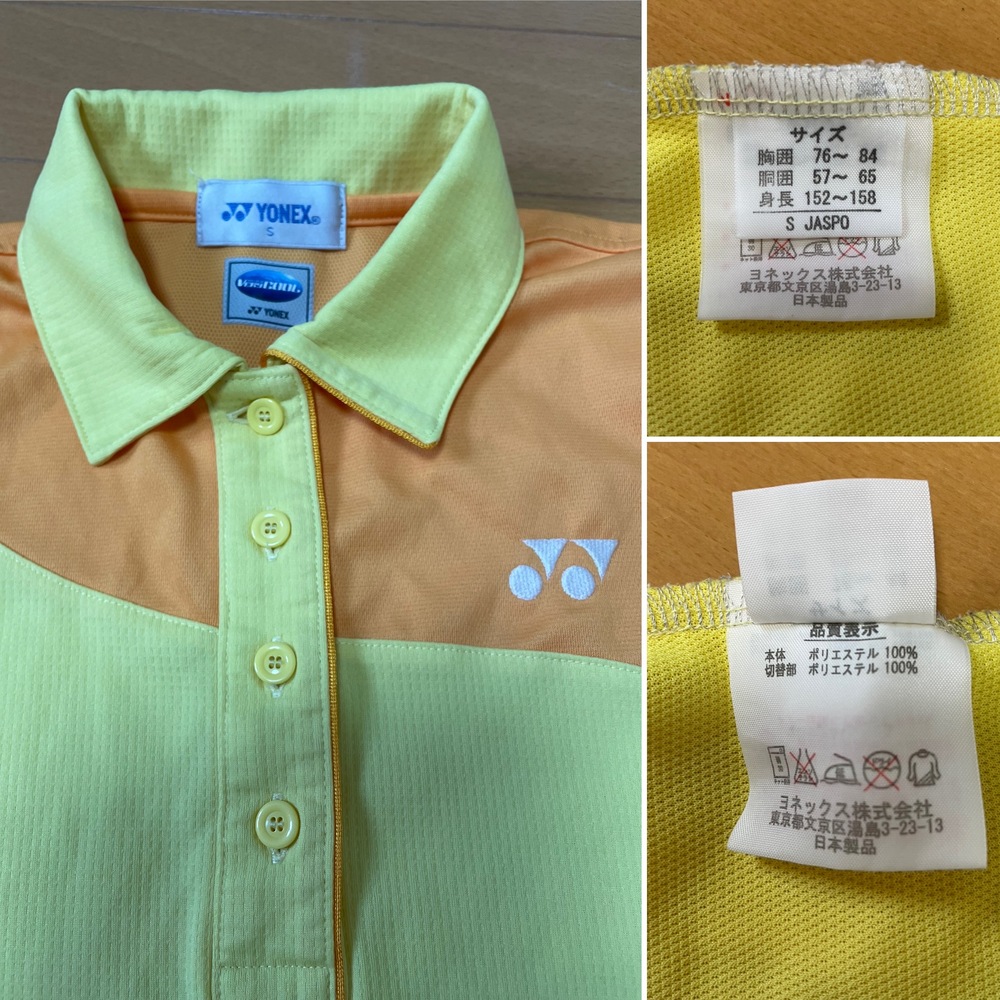 YONEX®
S
VERYCOOL
YONEX
サイズ
胸囲 76〜 84
胴囲 57〜 65
身長 152〜158
S JASPO
ヨネックス株式会社
東京都文京区湯島3-23-13
日本製品
品質表示
本体 ポリエステル 100%
切替部 ポリエステル 100%
ヨネックス株式会社
東京都文京区湯島3-23-13
日本製品